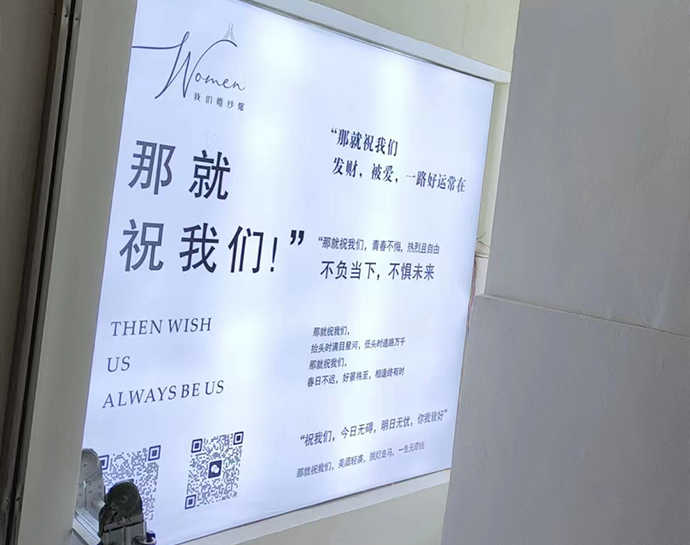 Women
我们婚纱馆
那就
祝我们！”
THEN WISH
US
ALWAYS BE US
“那就祝我们
发财，被爱，一路好运常在
“那就祝我们，青春不悔，热烈且自由
不负当下，不惧未来
那就祝我们，
抬头时满目星河，低头时道路万千
那就祝我们，
春日不迟，好景将至，相逢终有时
“祝我们，今日无碍，明日无忧，你我皆好”
那就祝我们，美酒轻裘，挑灯走马，一生无牵挂